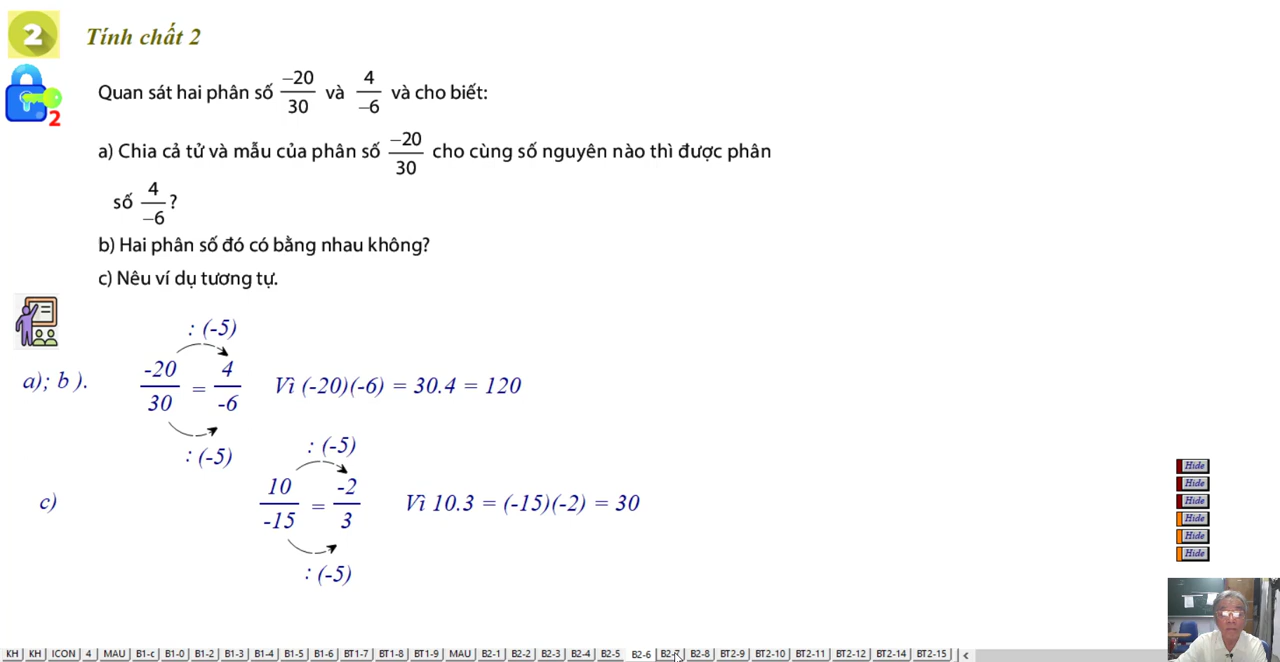 2 Tính chất 2
2
Quan sát hai phân số −20/30 và 4/−6 và cho biết:
a) Chia cả tử và mẫu của phân số −20/30 cho cùng số nguyên nào thì được phân
số 4/−6?
b) Hai phân số đó có bằng nhau không?
c) Nêu ví dụ tương tự.
: (-5)
a); b ). -20/30 = 4/-6 Vì (-20)(-6) = 30.4 = 120
: (-5)
: (-5)
c) 10/-15 = -2/3 Vì 10.3 = (-15)(-2) = 30
: (-5)
Hide
Hide
Hide
Hide
Hide
Hide
KH KH ICON 4 MAU B1-c B1-0 B1-2 B1-3 B1-4 B1-5 B1-6 BT1-7 BT1-8 BT1-9 MAU B2-1 B2-2 B2-3 B2-4 B2-5 B2-6 B2-7 B2-8 BT2-9 BT2-10 BT2-11 BT2-12 BT2-14 BT2-15